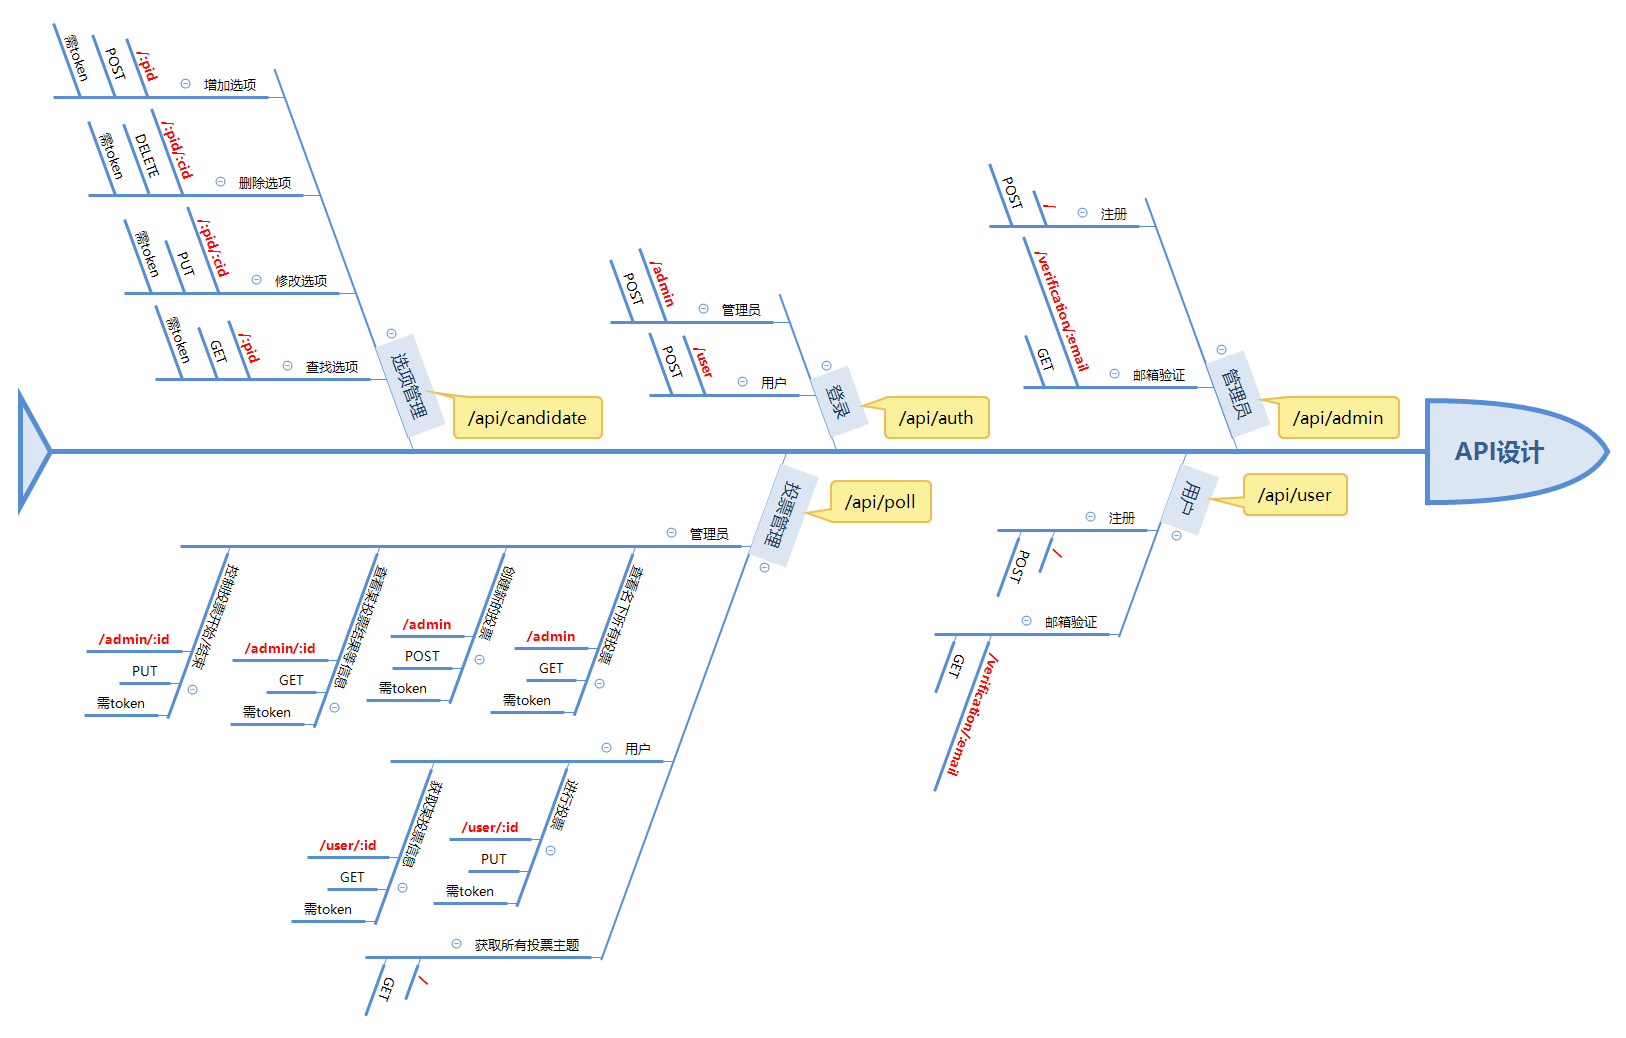 API设计
管理员
/api/admin
注册
/
POST
邮箱验证
/verification/:email
GET
用户
/api/user
注册
/
POST
邮箱验证
/verification/:email
GET
登录
/api/auth
管理员
/admin
POST
用户
/user
POST
投票管理
/api/poll
管理员
查看名下所有投票
/admin
GET
需token
创建新的投票
/admin
POST
需token
查看某投票结果等信息
/admin/:id
GET
需token
控制投票开始/结束
/admin/:id
PUT
需token
用户
进行投票
/user/:id
PUT
需token
获取某投票信息
/user/:id
GET
需token
获取所有投票主题
/
GET
选项管理
/api/candidate
增加选项
/:pid
POST
需token
删除选项
/:pid/:cid
DELETE
需token
修改选项
/:pid/:cid
PUT
需token
查找选项
/:pid
GET
需token